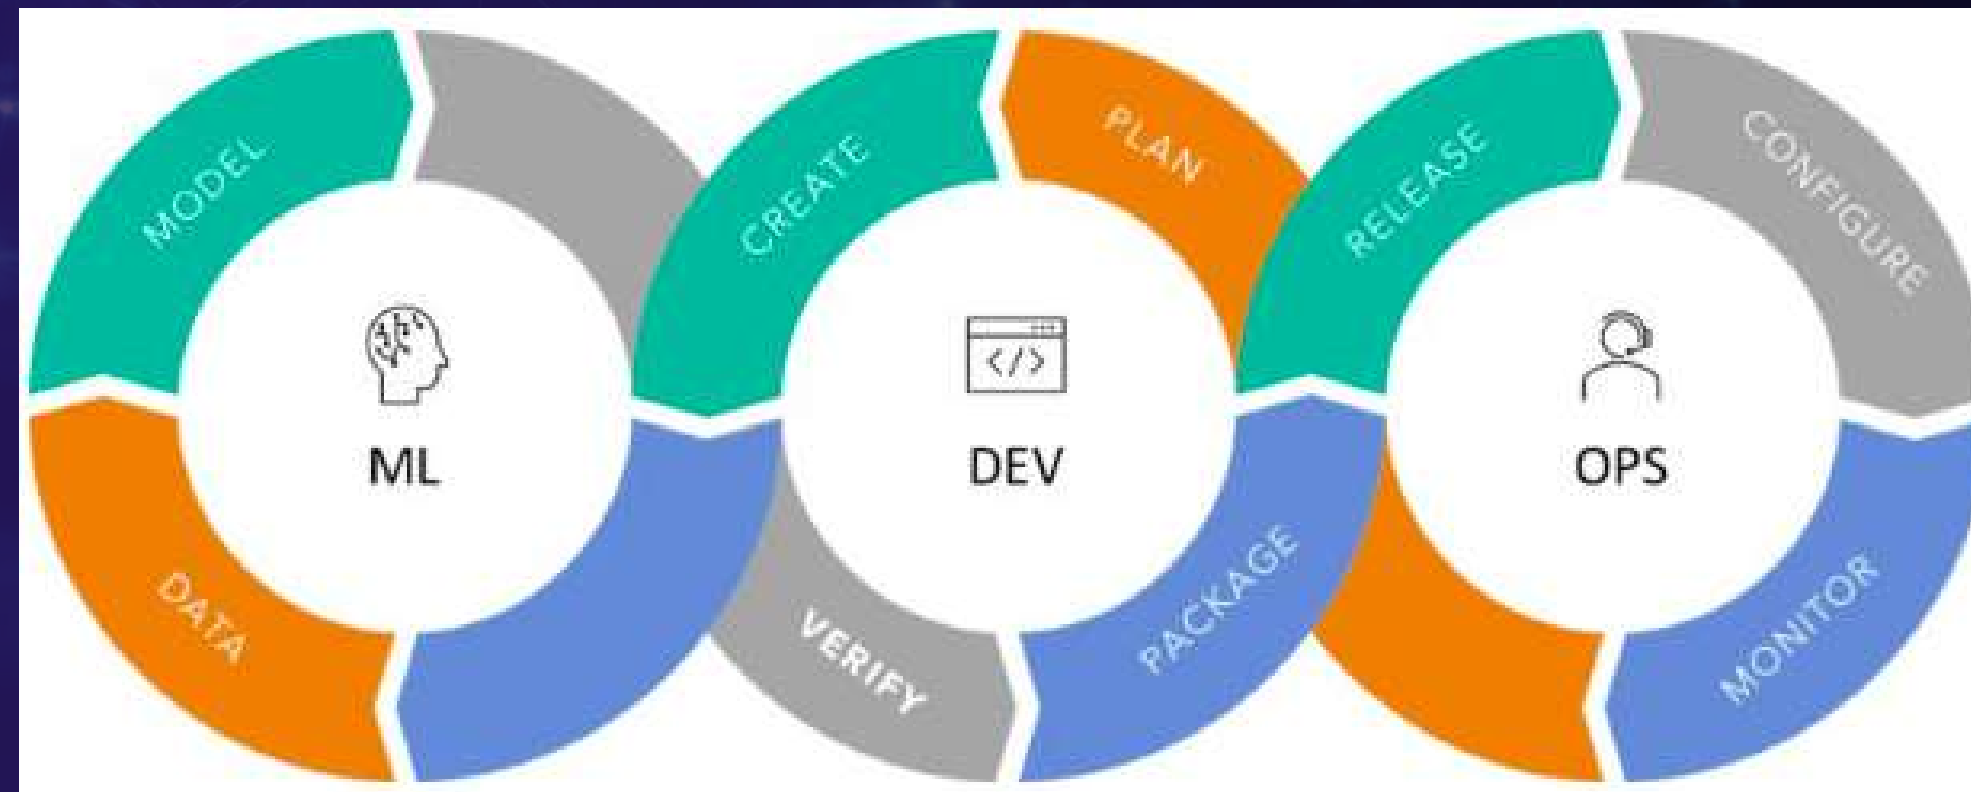 MODEL
DATA
ML
CREATE
PLAN
</>
DEV
VERIFY
PACKAGE
RELEASE
CONFIGURE
OPS
MONITOR